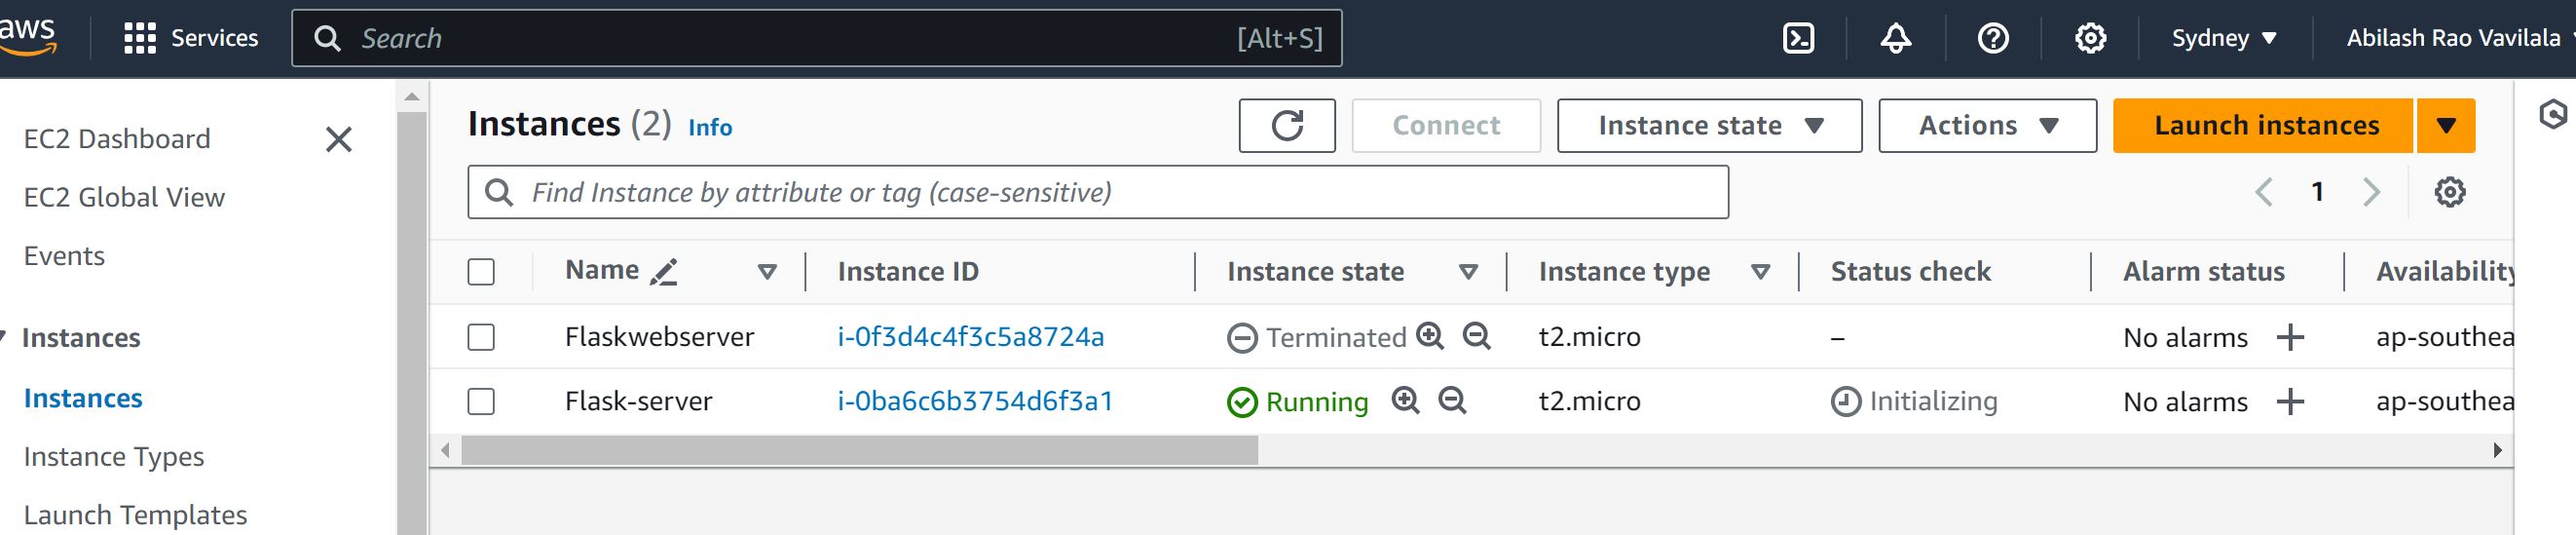 aws Services Search [Alt+S] Sydney Abilash Rao Vavilala
EC2 Dashboard
EC2 Global View
Events
Instances
Instances
Instance Types
Launch Templates
Instances (2) Info Connect Instance state Actions Launch instances
Find Instance by attribute or tag (case-sensitive) 1
Name Instance ID Instance state Instance type Status check Alarm status Availability
Flaskwebserver i-0f3d4c4f3c5a8724a Terminated t2.micro – No alarms + ap-southea
Flask-server i-0ba6c6b3754d6f3a1 Running t2.micro Initializing No alarms + ap-southea